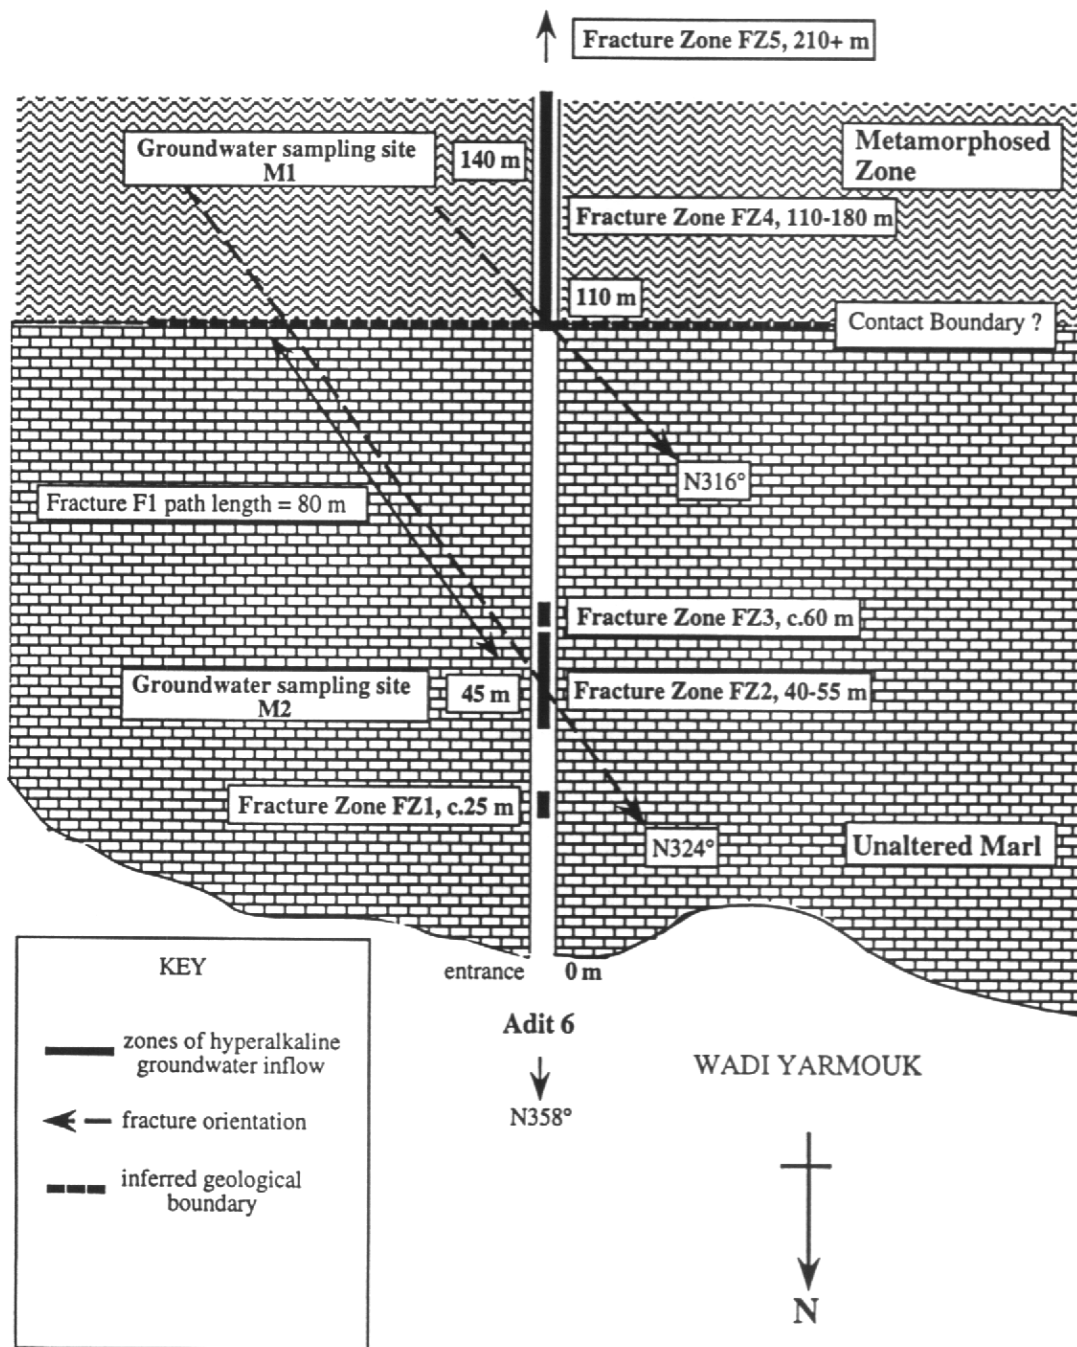 Fracture Zone FZ5, 210+ m
Groundwater sampling site
M1
140 m
Metamorphosed
Zone
Fracture Zone FZ4, 110-180 m
110 m
Contact Boundary ?
N316°
Fracture F1 path length = 80 m
Fracture Zone FZ3, c.60 m
Groundwater sampling site
M2
45 m
Fracture Zone FZ2, 40-55 m
Fracture Zone FZ1, c.25 m
N324°
Unaltered Marl
entrance
0 m
Adit 6
N358°
WADI YARMOUK
N
KEY
zones of hyperalkaline
groundwater inflow
fracture orientation
inferred geological
boundary